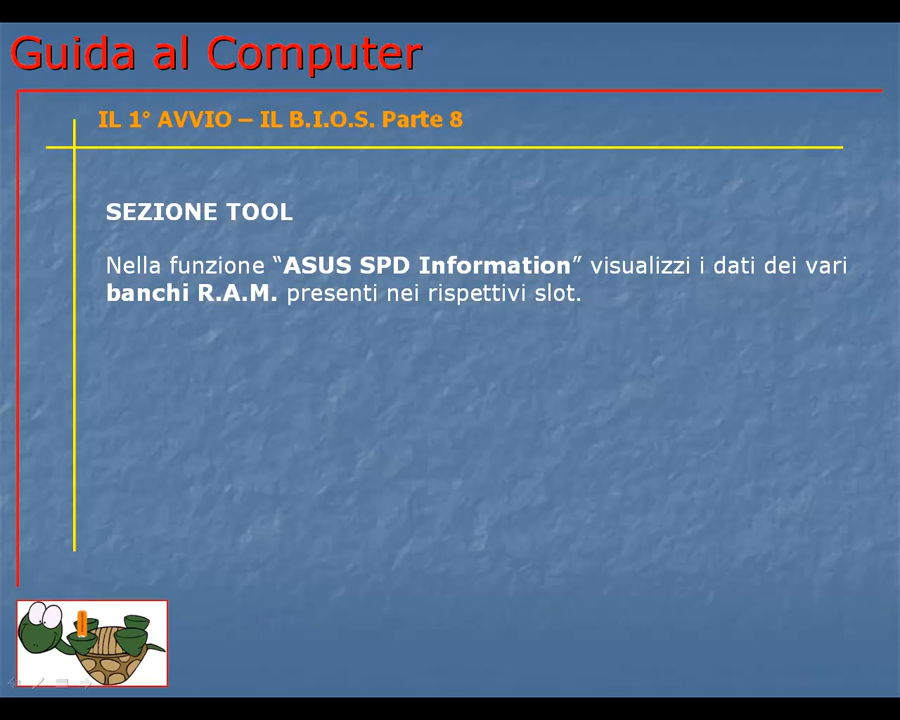 Guida al Computer
IL 1° AVVIO – IL B.I.O.S. Parte 8
SEZIONE TOOL
Nella funzione “ASUS SPD Information” visualizzi i dati dei vari
banchi R.A.M. presenti nei rispettivi slot.